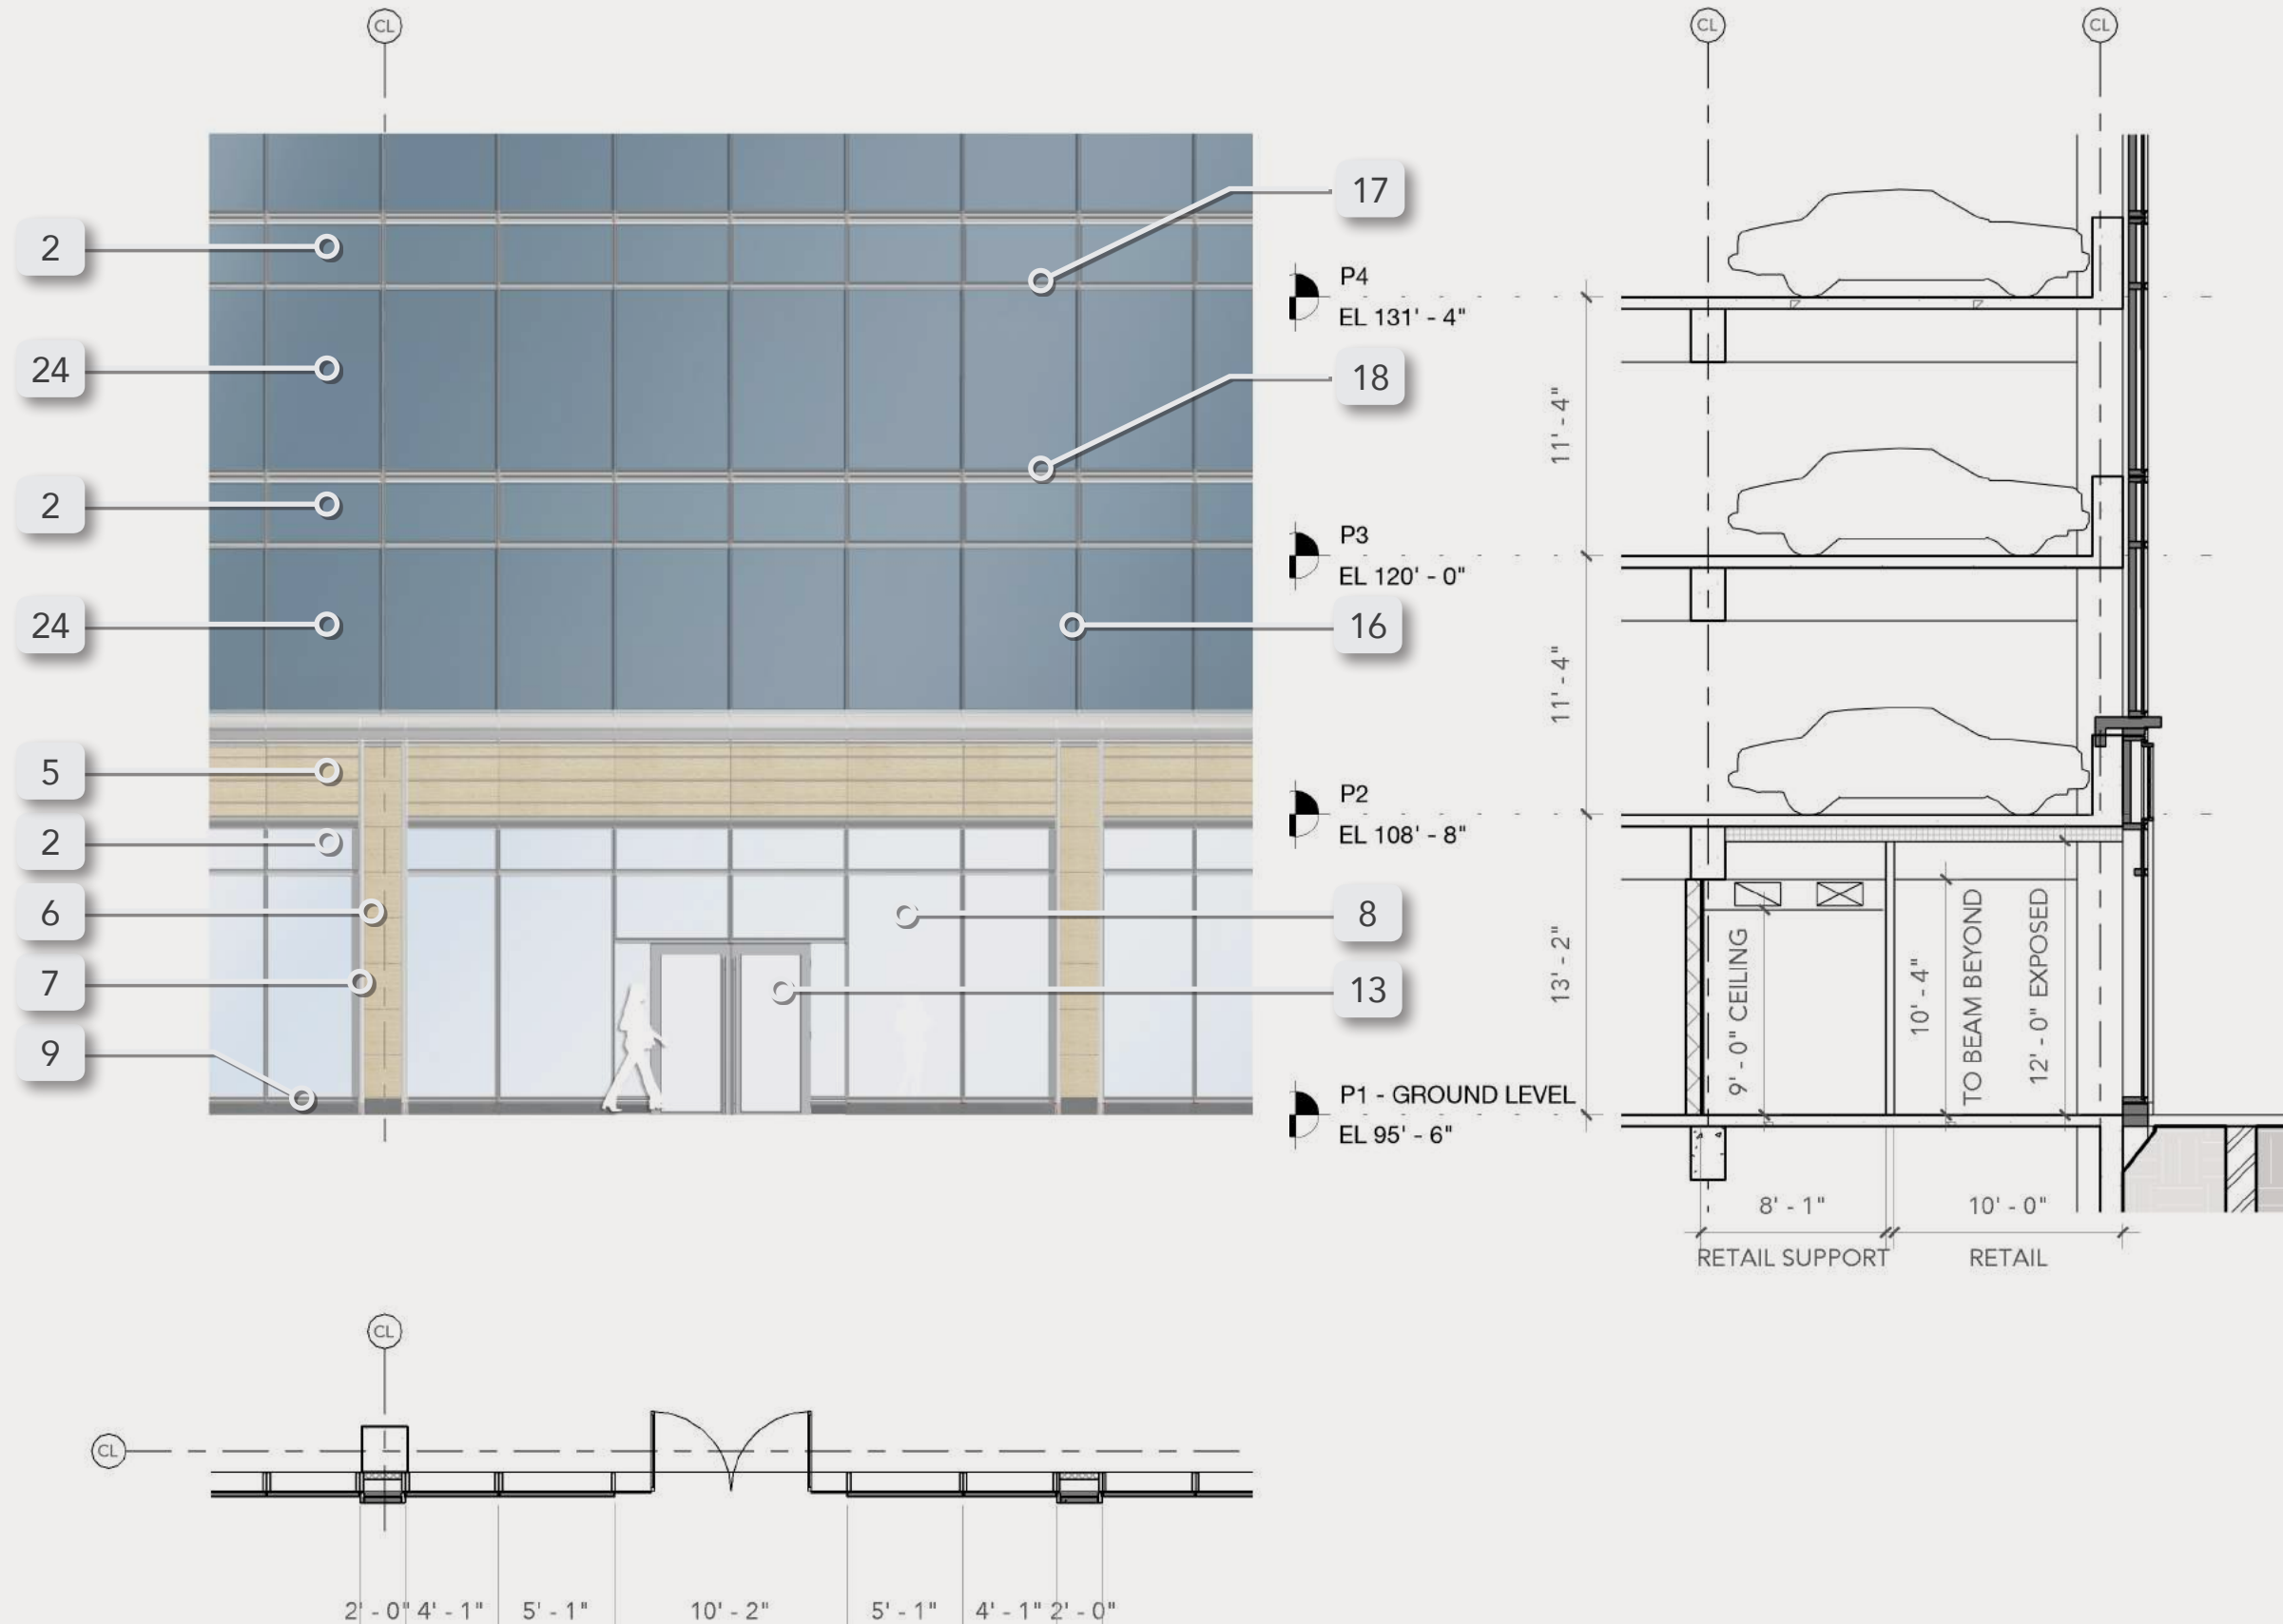 CL
CL
CL
2
24
2
24
5
2
6
7
9
17
18
16
8
13
P4
EL 131' - 4"
P3
EL 120' - 0"
P2
EL 108' - 8"
P1 - GROUND LEVEL
EL 95' - 6"
11' - 4"
11' - 4"
13' - 2"
9' - 0" CEILING
10' - 4"
TO BEAM BEYOND
12' - 0" EXPOSED
8' - 1"
10' - 0"
RETAIL SUPPORT
RETAIL
CL
CL
2' - 0" 4' - 1" 5' - 1" 10' - 2" 5' - 1" 4' - 1" 2' - 0"